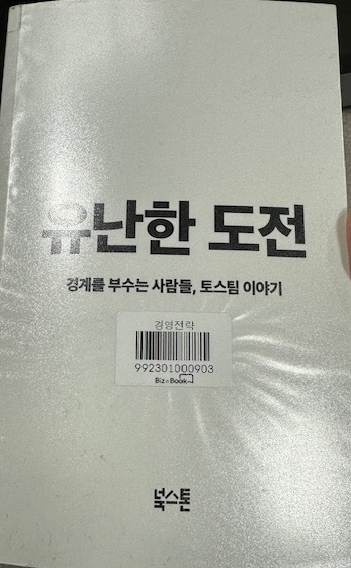 유난한 도전
경계를 부수는 사람들, 토스팀 이야기
경영전략
992301000903
Biz-Book
북스톤